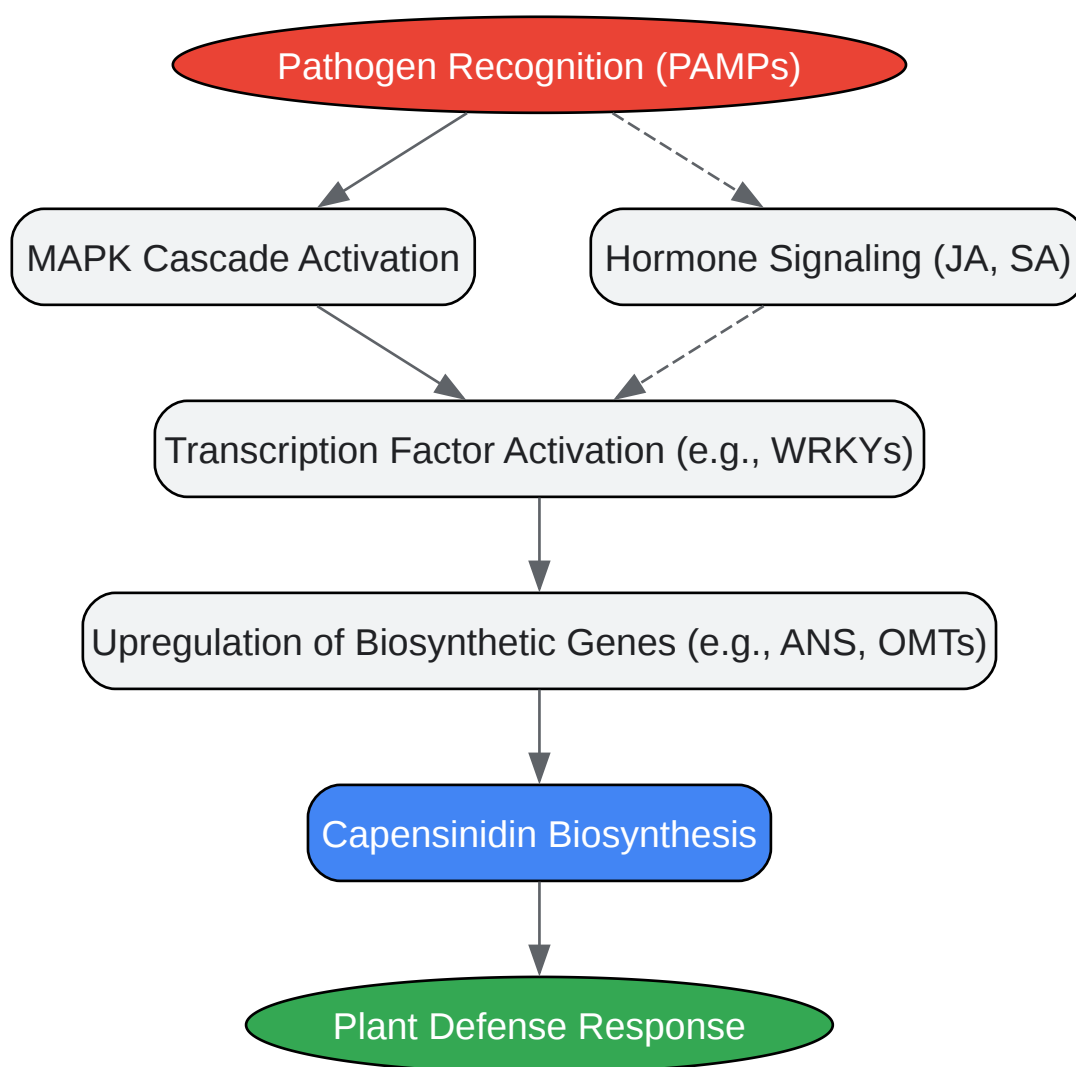 Pathogen Recognition (PAMPs)
MAPK Cascade Activation
Hormone Signaling (JA, SA)
Transcription Factor Activation (e.g., WRKYs)
Upregulation of Biosynthetic Genes (e.g., ANS, OMTs)
Capensinidin Biosynthesis
Plant Defense Response